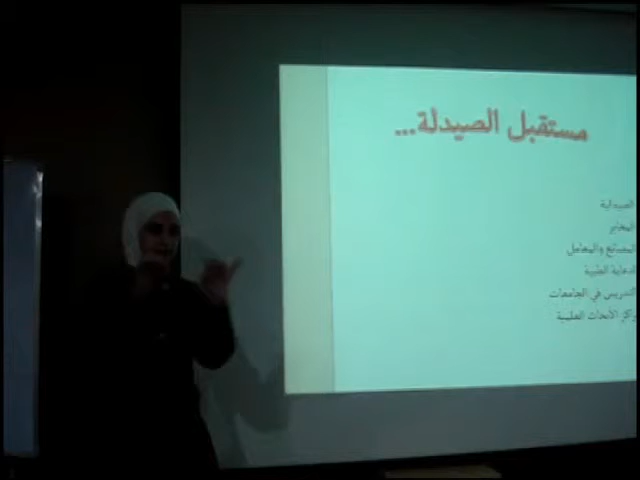 مستقبل الصيدلة...
الصيدلية
المخابر
المصانع والمعامل
الدعاية الطبية
التدريس في الجامعات
الأبحاث العلمية